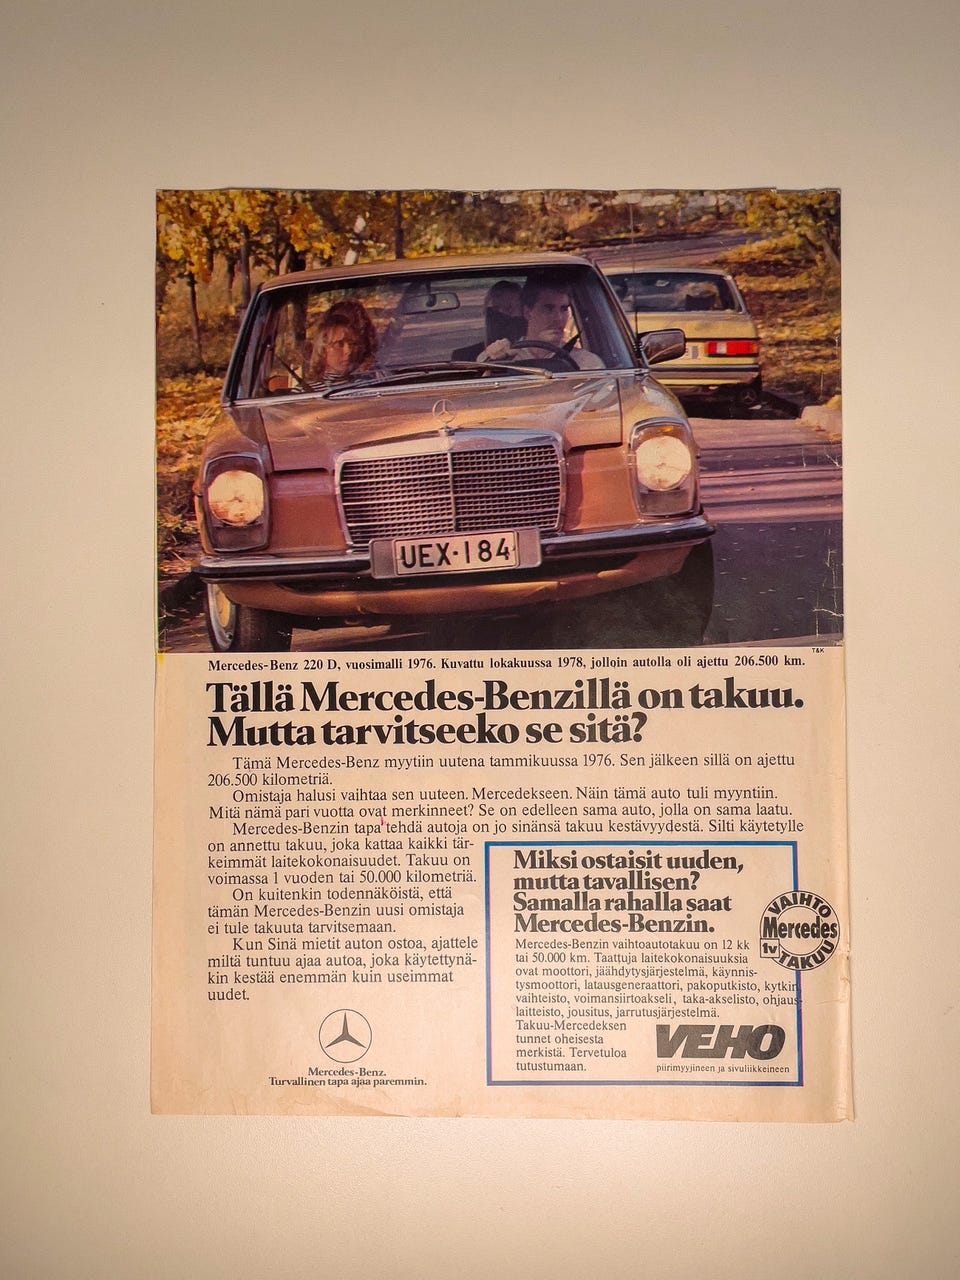 UEX-184
T&K
Mercedes-Benz 220 D, vuosimalli 1976. Kuvattu lokakuussa 1978, jolloin autolla oli ajettu 206.500 km.
Tällä Mercedes-Benzillä on takuu.
Mutta tarvitseeko se sitä?
Tämä Mercedes-Benz myytiin uutena tammikuussa 1976. Sen jälkeen sillä on ajettu
206.500 kilometriä.
Omistaja halusi vaihtaa sen uuteen. Mercedekseen. Näin tämä auto tuli myyntiin.
Mitä nämä pari vuotta ovat merkinneet? Se on edelleen sama auto, jolla on sama laatu.
Mercedes-Benzin tapa tehdä autoja on jo sinänsä takuu kestävyydestä. Silti käytetylle
on annettu takuu, joka kattaa kaikki tär-
keimmät laitekokonaisuudet. Takuu on
voimassa 1 vuoden tai 50.000 kilometriä.
On kuitenkin todennäköistä, että
tämän Mercedes-Benzin uusi omistaja
ei tule takuuta tarvitsemaan.
Kun Sinä mietit auton ostoa, ajattele
miltä tuntuu ajaa autoa, joka käytettynä-
kin kestää enemmän kuin useimmat
uudet.
Mercedes-Benz.
Turvallinen tapa ajaa paremmin.
Miksi ostaisit uuden,
mutta tavallisen?
Samalla rahalla saat
Mercedes-Benzin.
Mercedes-Benzin vaihtoautotakuu on 12 kk
tai 50.000 km. Taattuja laitekokonaisuuksia
ovat moottori, jäähdytysjärjestelmä, käynnis-
tysmoottori, latausgeneraattori, pakoputkisto, kytkin,
vaihteisto, voimansiirtoakseli, taka-akselisto, ohjaus-
laitteisto, jousitus, jarrutusjärjestelmä.
Takuu-Mercedeksen
tunnet oheisesta
merkistä. Tervetuloa
tutustumaan.
VAIHTO
Mercedes
1v
TAKUU
VEHO
piirimyyjineen ja sivuliikkeineen